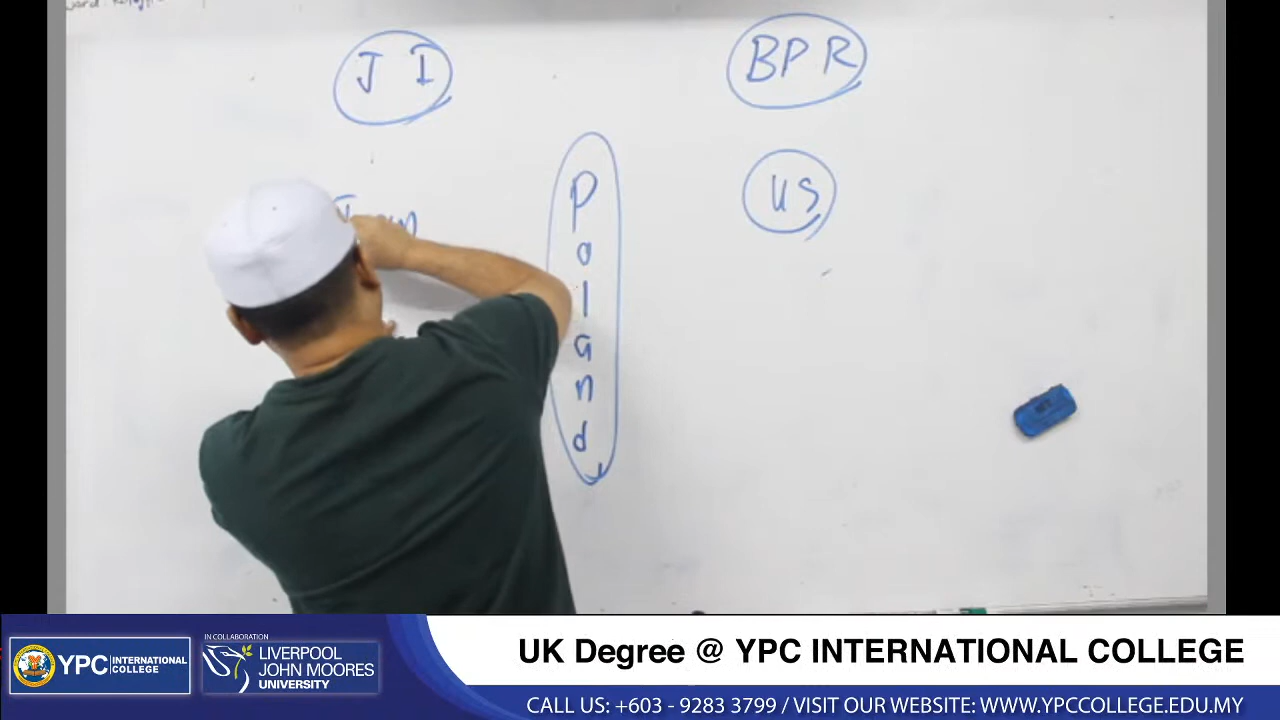 J I
BPR
US
Poland
YPC INTERNATIONAL COLLEGE
IN COLLABORATION
LIVERPOOL JOHN MOORES UNIVERSITY
UK Degree @ YPC INTERNATIONAL COLLEGE
CALL US: +603 - 9283 3799 / VISIT OUR WEBSITE: WWW.YPCCOLLEGE.EDU.MY